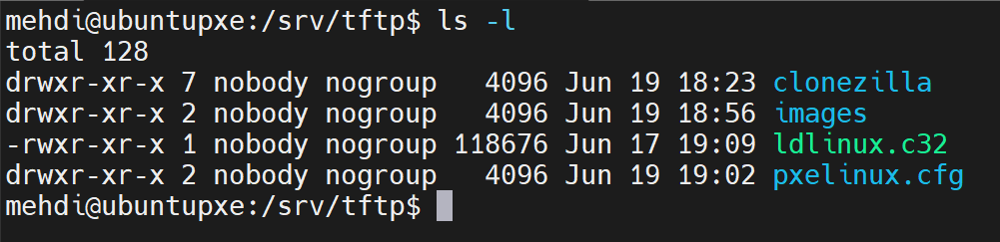 mehdi@ubuntupxe:/srv/tftp$ ls -l
total 128
drwxr-xr-x 7 nobody nogroup   4096 Jun 19 18:23 clonezilla
drwxr-xr-x 2 nobody nogroup   4096 Jun 19 18:56 images
-rwxr-xr-x 1 nobody nogroup 118676 Jun 17 19:09 ldlinux.c32
drwxr-xr-x 2 nobody nogroup   4096 Jun 19 19:02 pxelinux.cfg
mehdi@ubuntupxe:/srv/tftp$